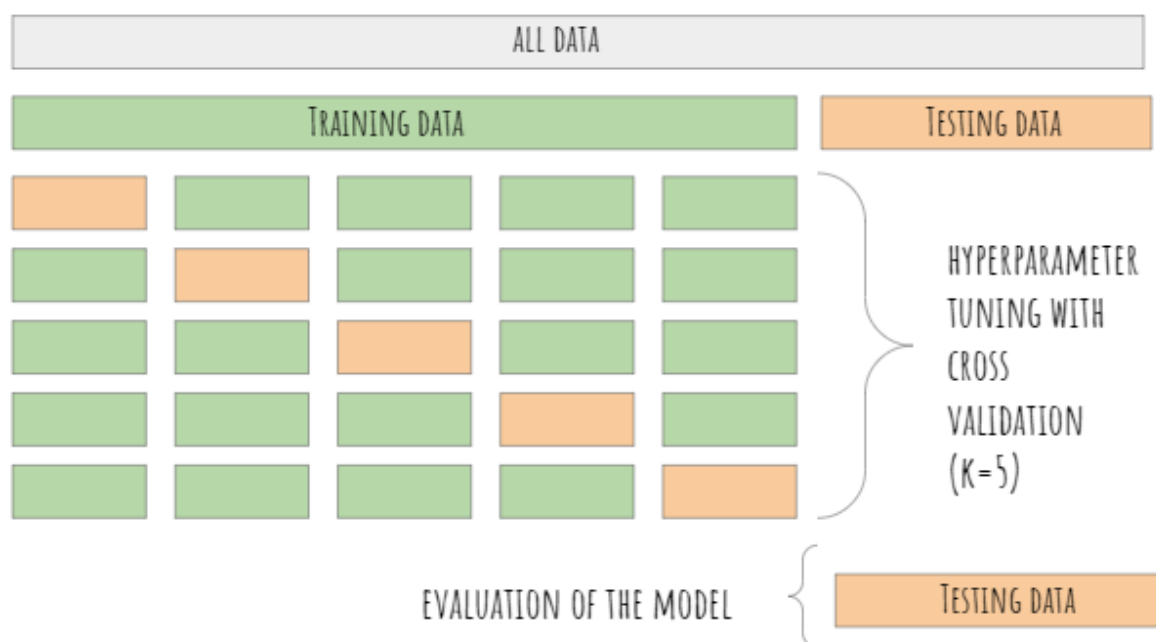 ALL DATA
TRAINING DATA
TESTING DATA
HYPERPARAMETER
TUNING WITH
CROSS
VALIDATION
(K=5)
EVALUATION OF THE MODEL
TESTING DATA